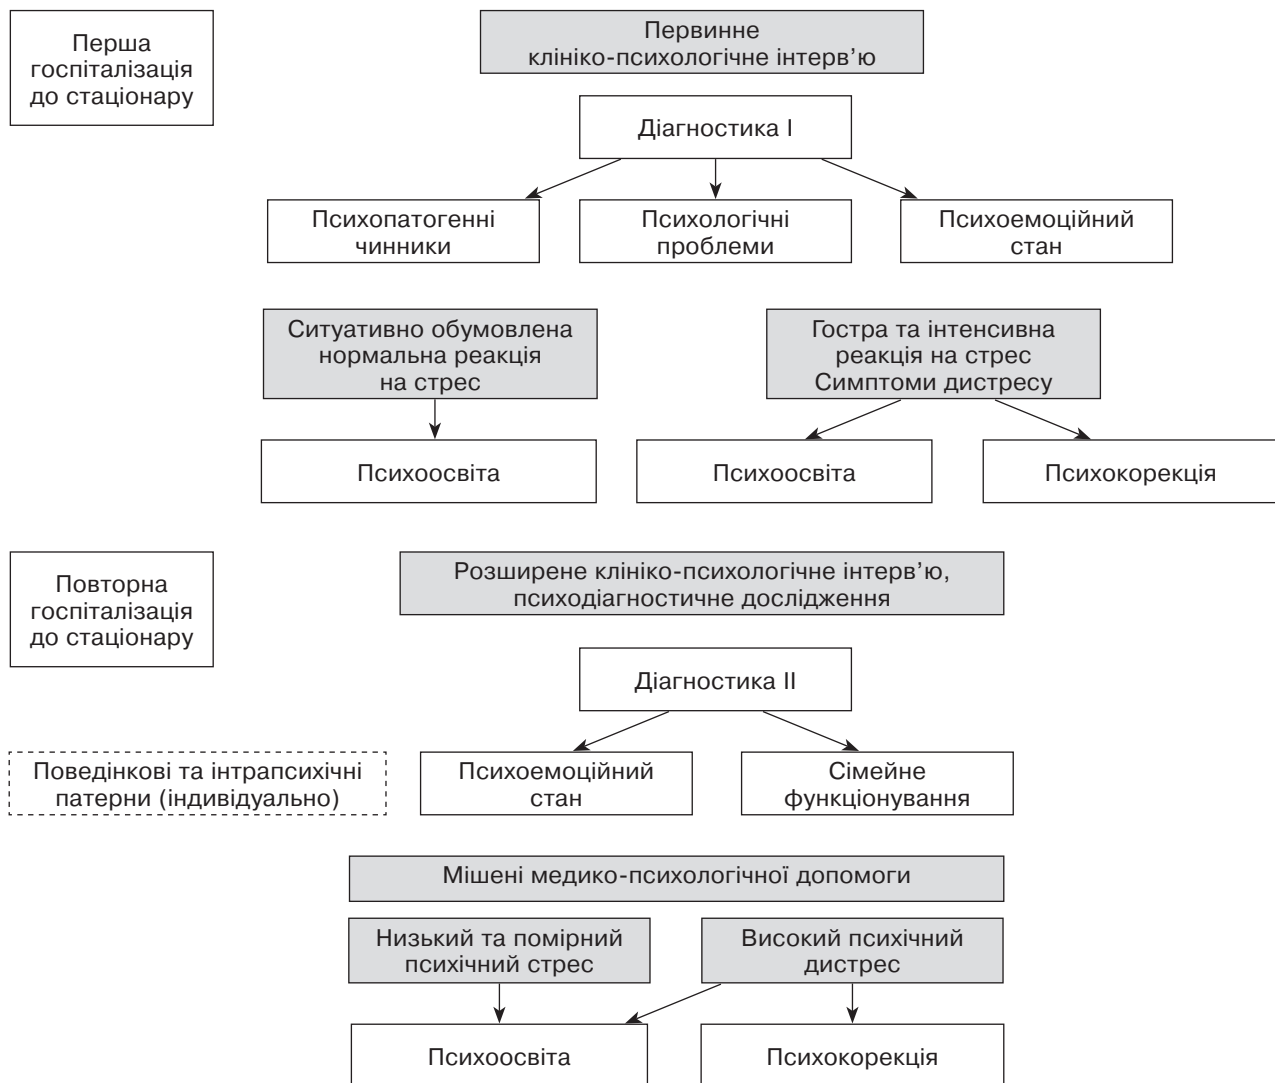 Перша
госпіталізація
до стаціонару
Первинне
клініко-психологічне інтерв’ю
Діагностика I
Психопатогенні
чинники
Психологічні
проблеми
Психоемоційний
стан
Ситуативно обумовлена
нормальна реакція
на стрес
Гостра та інтенсивна
реакція на стрес
Симптоми дистресу
Психоосвіта
Психоосвіта
Психокорекція
Повторна
госпіталізація
до стаціонару
Розширене клініко-психологічне інтерв’ю,
психодіагностичне дослідження
Діагностика II
Поведінкові та інтрапсихічні
патерни (індивідуально)
Психоемоційний
стан
Сімейне
функціонування
Мішені медико-психологічної допомоги
Низький та помірний
психічний стрес
Високий психічний
дистрес
Психоосвіта
Психокорекція